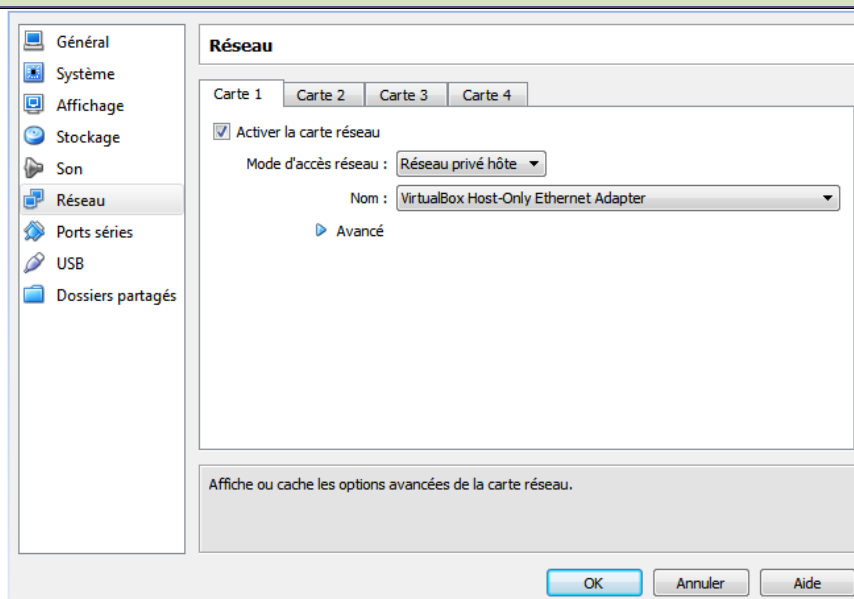 Général
Système
Affichage
Stockage
Son
Réseau
Ports séries
USB
Dossiers partagés
Réseau
Carte 1 Carte 2 Carte 3 Carte 4
Activer la carte réseau
Mode d'accès réseau : Réseau privé hôte
Nom : VirtualBox Host-Only Ethernet Adapter
Avancé
Affiche ou cache les options avancées de la carte réseau.
OK Annuler Aide